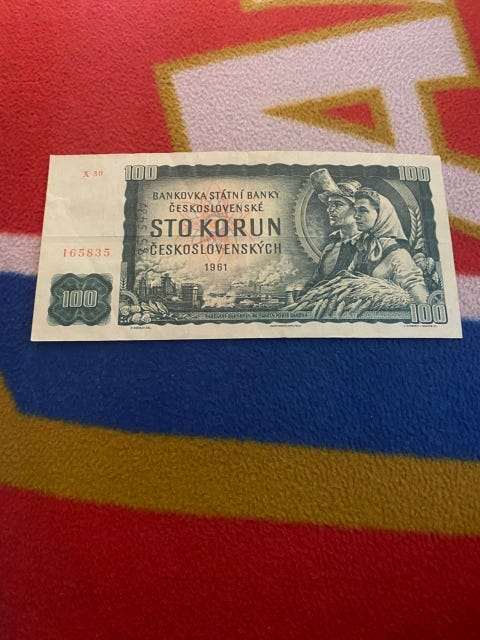 100
100
X 30
BANKOVKA STÁTNÍ BANKY
ČESKOSLOVENSKÉ
STO KORUN
165835
ČESKOSLOVENSKÝCH
1961
100
100